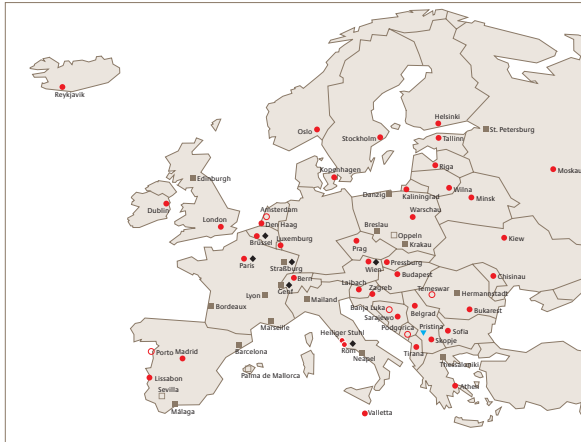 Reykjavik
Helsinki
Oslo
Stockholm
Tallinn
St. Petersburg
Riga
Moskau
Kopenhagen
Edinburgh
Danzig
Kaliningrad
Wilna
Minsk
Dublin
Amsterdam
Warschau
London
Den Haag
Breslau
Oppeln
Kiew
Brüssel
Luxemburg
Prag
Krakau
Paris
Straßburg
Wien
Pressburg
Budapest
Chisinau
Bern
Genf
Laibach
Zagreb
Temeswar
Hermannstadt
Lyon
Mailand
Bordeaux
Banja Luka
Belgrad
Bukarest
Sarajewo
Marseille
Heiliger Stuhl
Podgorica
Pristina
Sofia
Skopje
Porto
Madrid
Barcelona
Rom
Neapel
Tirana
Thessaloniki
Lissabon
Palma de Mallorca
Sevilla
Athen
Málaga
Valletta